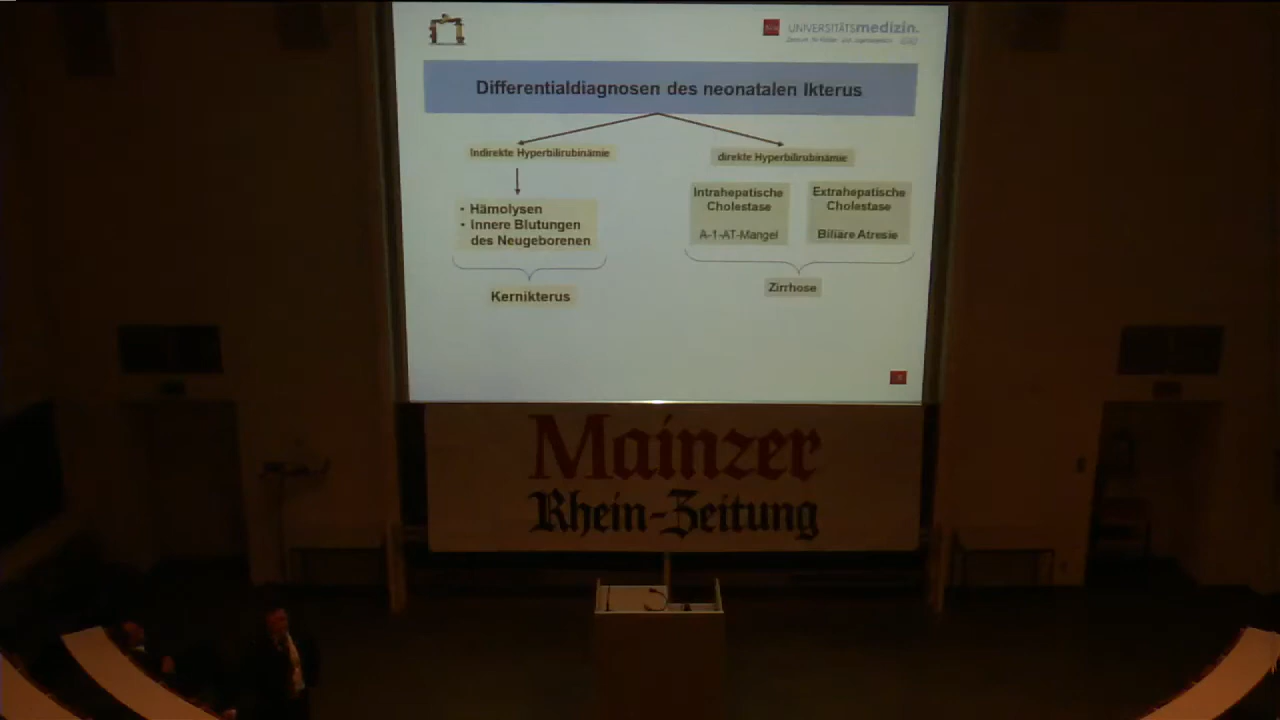 UNIVERSITÄTSmedizin.
Differentialdiagnosen des neonatalen Ikterus
Indirekte Hyperbilirubinämie
direkte Hyperbilirubinämie
• Hämolysen
• Innere Blutungen
des Neugeborenen
Kernikterus
Intrahepatische
Cholestase
A-1-AT-Mangel
Extrahepatische
Cholestase
Biliäre Atresie
Zirrhose
Mainzer
Rhein-Zeitung